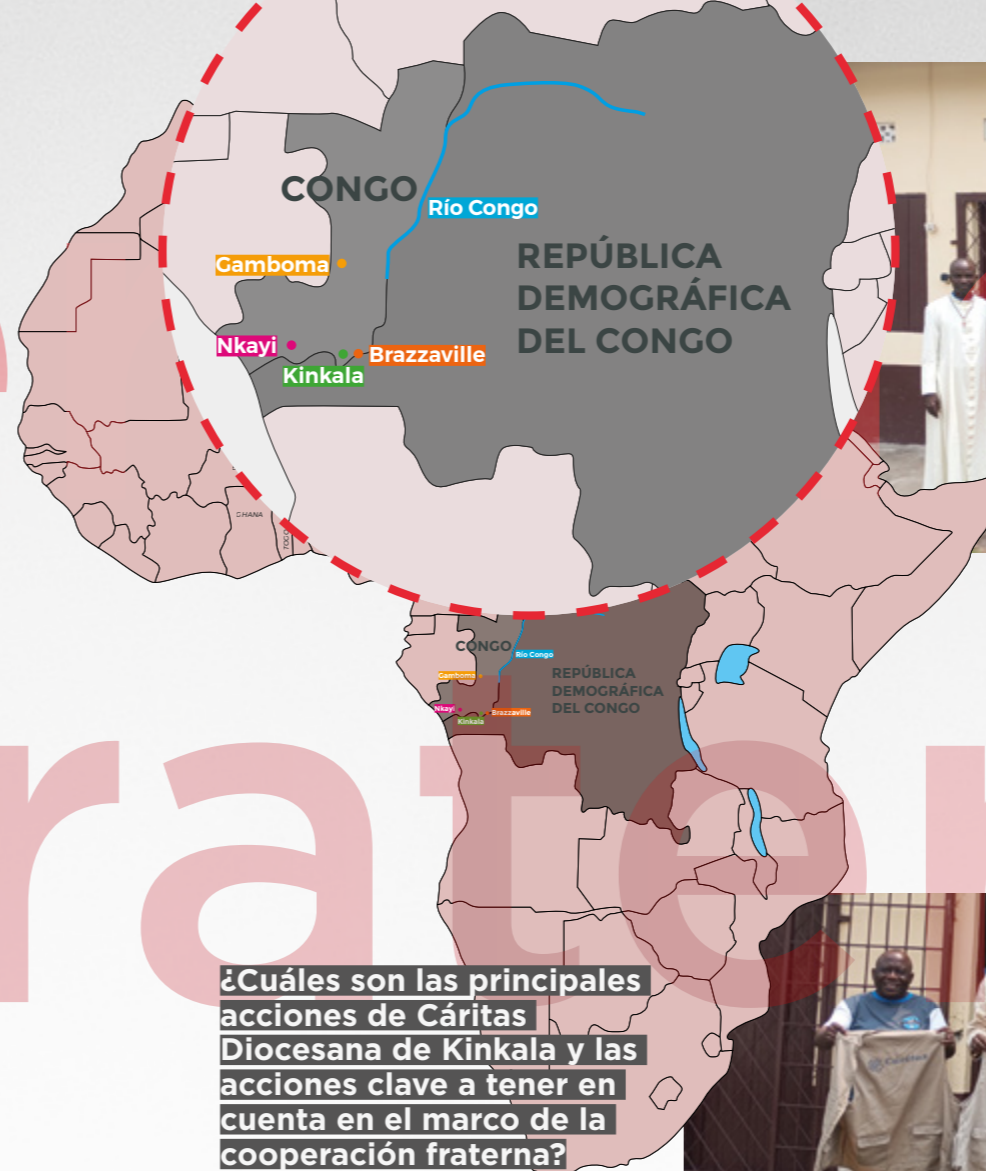 CONGO
Río Congo
Gamboma
REPÚBLICA
DEMOGRÁFICA
DEL CONGO
Nkayi
Brazzaville
Kinkala
GHANA
TOGO
CONGO
Río Congo
Gamboma
REPÚBLICA
DEMOGRÁFICA
DEL CONGO
Nkayi
Brazzaville
Kinkala
rater
¿Cuáles son las principales
acciones de Cáritas
Diocesana de Kinkala y las
acciones clave a tener en
cuenta en el marco de la
cooperación fraterna?